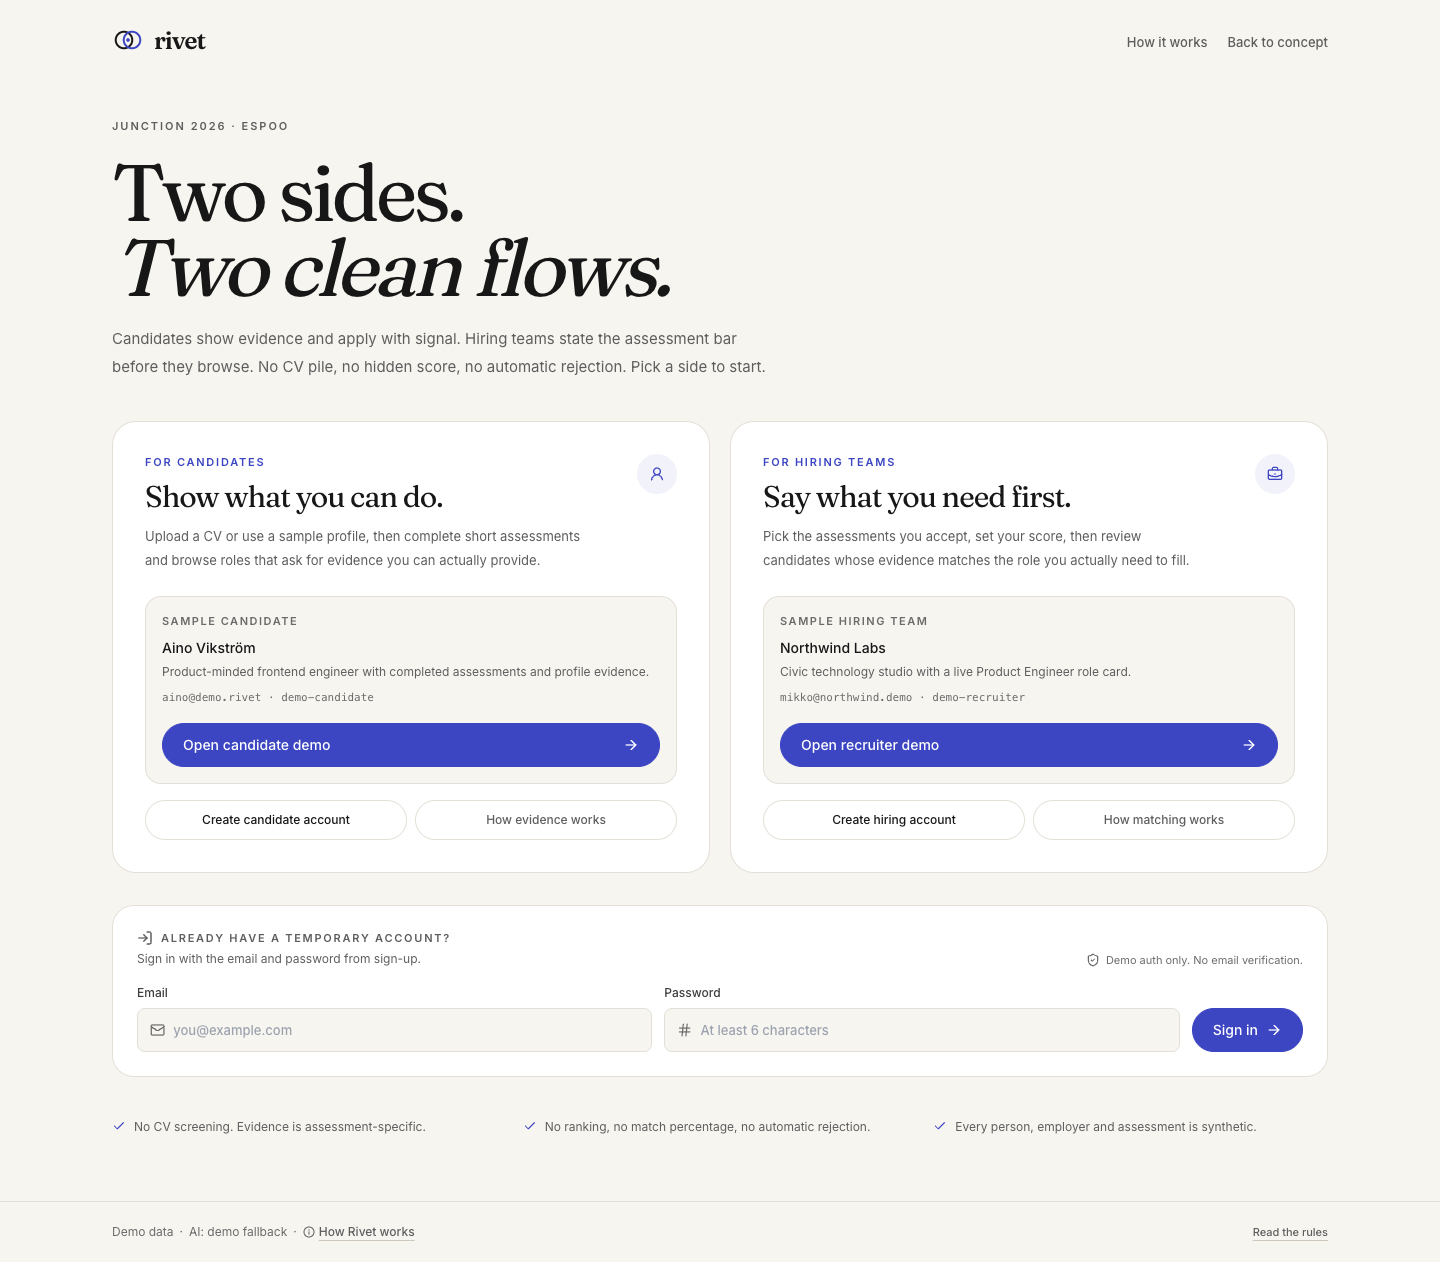 rivet
How it works
Back to concept
JUNCTION 2026 · ESPOO
Two sides.
Two clean flows.
Candidates show evidence and apply with signal. Hiring teams state the assessment bar
before they browse. No CV pile, no hidden score, no automatic rejection. Pick a side to start.
FOR CANDIDATES
Show what you can do.
Upload a CV or use a sample profile, then complete short assessments
and browse roles that ask for evidence you can actually provide.
SAMPLE CANDIDATE
Aino Vikström
Product-minded frontend engineer with completed assessments and profile evidence.
aino@demo.rivet · demo-candidate
Open candidate demo
Create candidate account
How evidence works
FOR HIRING TEAMS
Say what you need first.
Pick the assessments you accept, set your score, then review
candidates whose evidence matches the role you actually need to fill.
SAMPLE HIRING TEAM
Northwind Labs
Civic technology studio with a live Product Engineer role card.
mikko@northwind.demo · demo-recruiter
Open recruiter demo
Create hiring account
How matching works
ALREADY HAVE A TEMPORARY ACCOUNT?
Sign in with the email and password from sign-up.
Demo auth only. No email verification.
Email
you@example.com
Password
At least 6 characters
Sign in
No CV screening. Evidence is assessment-specific.
No ranking, no match percentage, no automatic rejection.
Every person, employer and assessment is synthetic.
Demo data · AI: demo fallback · How Rivet works
Read the rules